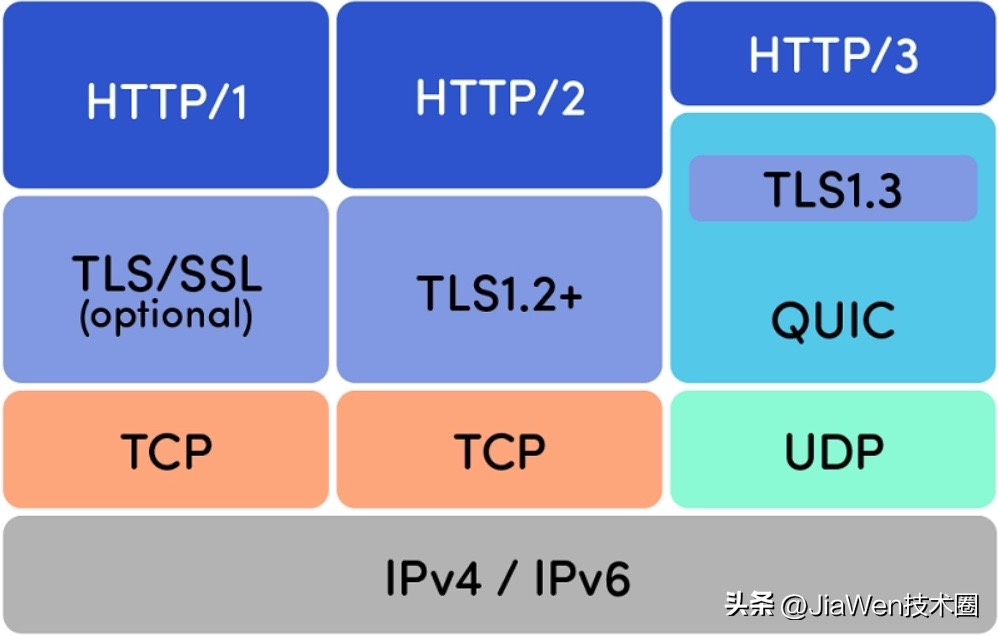 HTTP/1
HTTP/2
HTTP/3
TLS/SSL
(optional)
TLS1.2+
TLS1.3
QUIC
TCP
TCP
UDP
IPv4 / IPv6
头条 @JiaWen技术圈